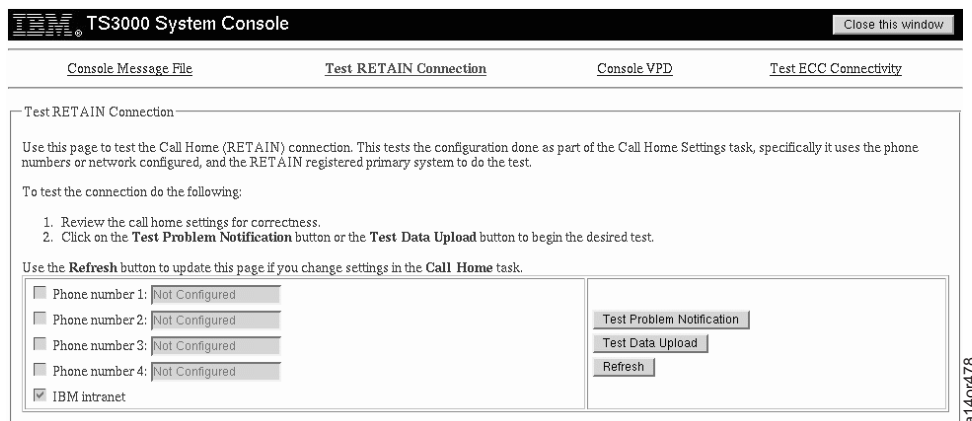 IBM® TS3000 System Console
Close this window
Console Message File
Test RETAIN Connection
Console VPD
Test ECC Connectivity
Test RETAIN Connection
Use this page to test the Call Home (RETAIN) connection. This tests the configuration done as part of the Call Home Settings task, specifically it uses the phone
numbers or network configured, and the RETAIN registered primary system to do the test.
To test the connection do the following:
1. Review the call home settings for correctness.
2. Click on the Test Problem Notification button or the Test Data Upload button to begin the desired test.
Use the Refresh button to update this page if you change settings in the Call Home task.
Phone number 1: Not Configured
Phone number 2: Not Configured
Phone number 3: Not Configured
Phone number 4: Not Configured
IBM intranet
Test Problem Notification
Test Data Upload
Refresh
a14or478